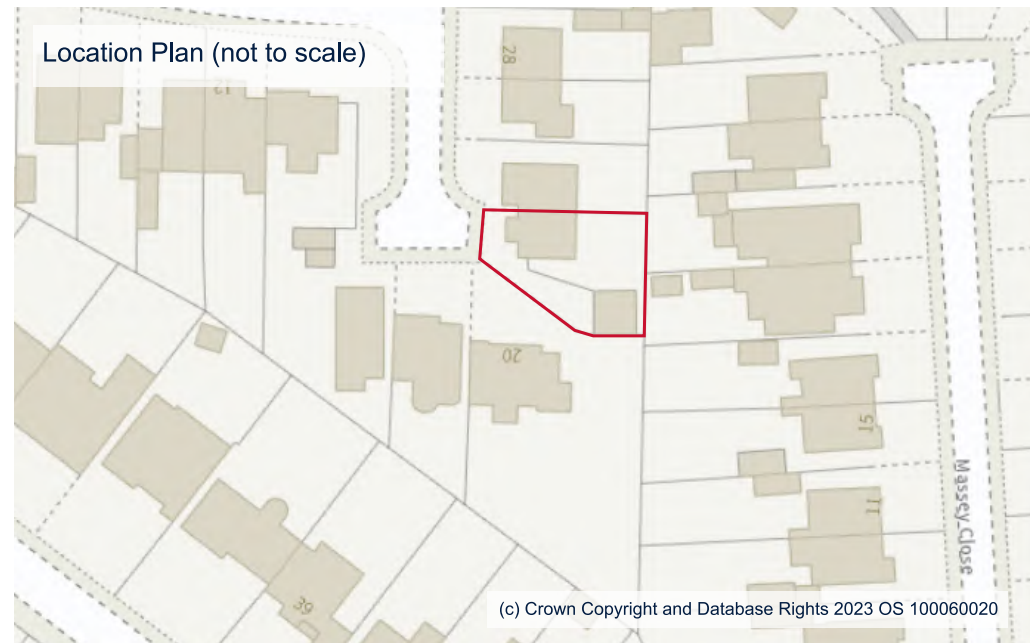 Location Plan (not to scale)
28
12
20
15
11
Massey Close
39
(c) Crown Copyright and Database Rights 2023 OS 100060020